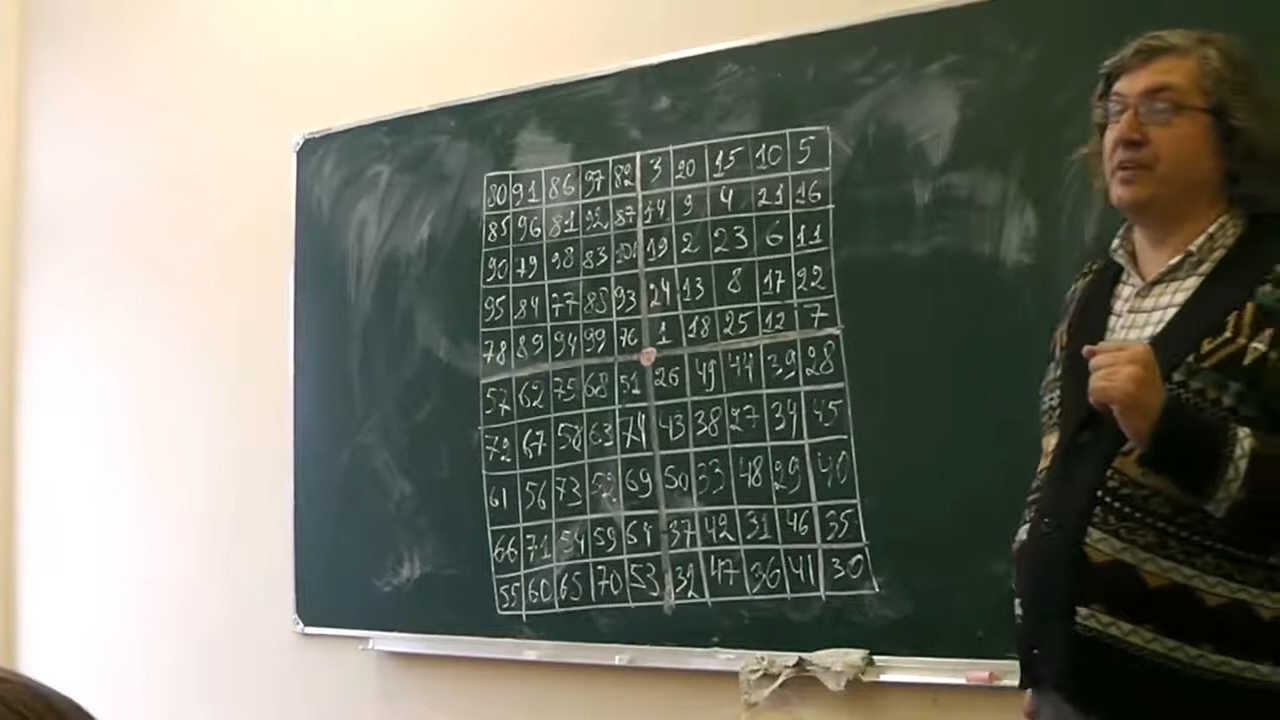 80 91 86 97 82 3 20 15 10 5
85 96 81 92 87 14 9 4 21 16
90 79 98 83 100 19 2 23 6 11
95 84 77 88 93 24 13 8 17 22
78 89 94 99 76 1 18 25 12 7
57 62 75 68 51 26 49 44 39 28
72 67 58 63 74 43 38 27 34 45
61 56 73 52 69 50 33 48 29 40
66 71 54 59 64 37 42 31 46 35
55 60 65 70 53 32 47 36 41 30